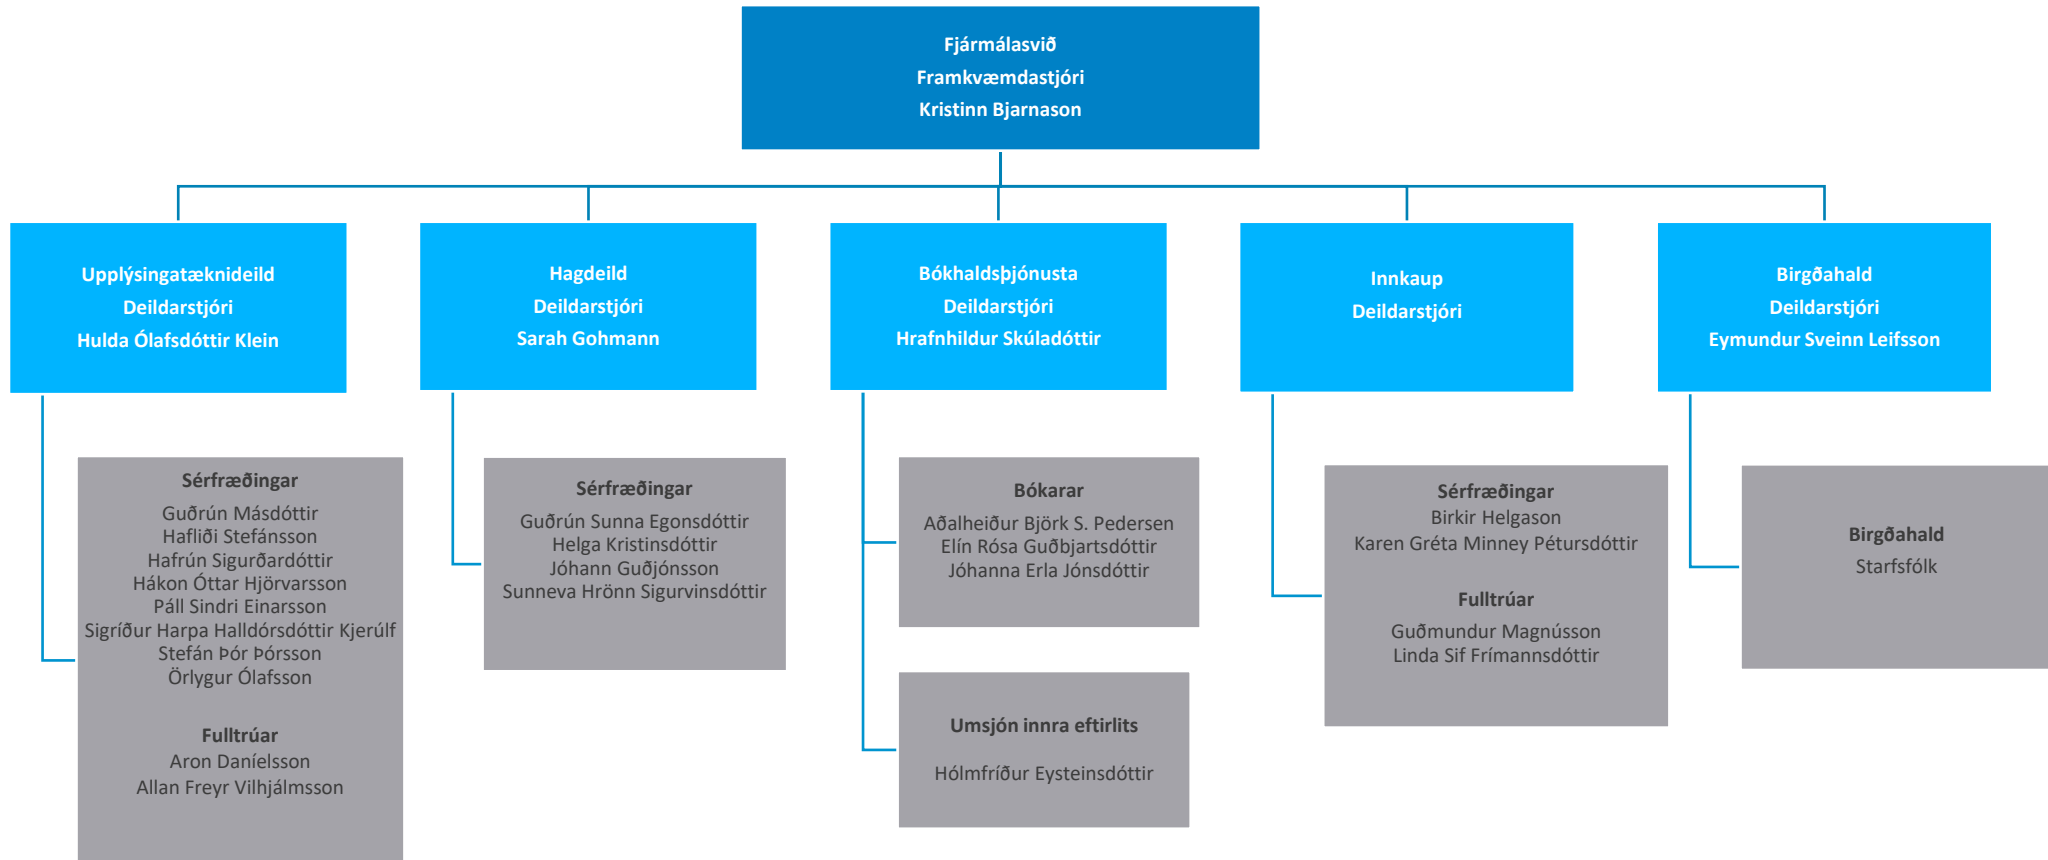 Fjármálasvið
Framkvæmdastjóri
Kristinn Bjarnason
Upplýsingatæknideild
Deildarstjóri
Hulda Ólafsdóttir Klein
Hagdeild
Deildarstjóri
Sarah Gohmann
Bókhaldsþjónusta
Deildarstjóri
Hrafnhildur Skúladóttir
Innkaup
Deildarstjóri
Birgðahald
Deildarstjóri
Eymundur Sveinn Leifsson
Sérfræðingar
Guðrún Másdóttir
Hafliði Stefánsson
Hafrún Sigurðardóttir
Hákon Óttar Hjörvarsson
Páll Sindri Einarsson
Sigríður Harpa Halldórsdóttir Kjerúlf
Stefán Þór Þórsson
Örlygur Ólafsson
Fulltrúar
Aron Daníelsson
Allan Freyr Vilhjálmsson
Sérfræðingar
Guðrún Sunna Egonsdóttir
Helga Kristinsdóttir
Jóhann Guðjónsson
Sunneva Hrönn Sigurvinsdóttir
Bókarar
Aðalheiður Björk S. Pedersen
Elín Rósa Guðbjartsdóttir
Jóhanna Erla Jónsdóttir
Umsjón innra eftirlits
Hólmfríður Eysteinsdóttir
Sérfræðingar
Birkir Helgason
Karen Gréta Minney Pétursdóttir
Fulltrúar
Guðmundur Magnússon
Linda Sif Frímannsdóttir
Birgðahald
Starfsfólk